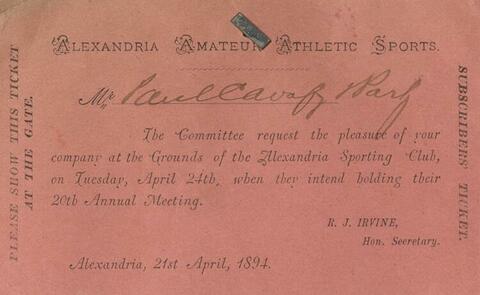 ALEXANDRIA AMATEUR ATHLETIC SPORTS.
Mr Paul Cavafy & Party
The Committee request the pleasure of your
company at the Grounds of the Alexandria Sporting Club,
on Tuesday, April 24th, when they intend holding their
20th Annual Meeting.
R. J. IRVINE,
Hon. Secretary.
Alexandria, 21st April, 1894.
PLEASE SHOW THIS TICKET
AT THE GATE.
SUBSCRIBERS' TICKET.